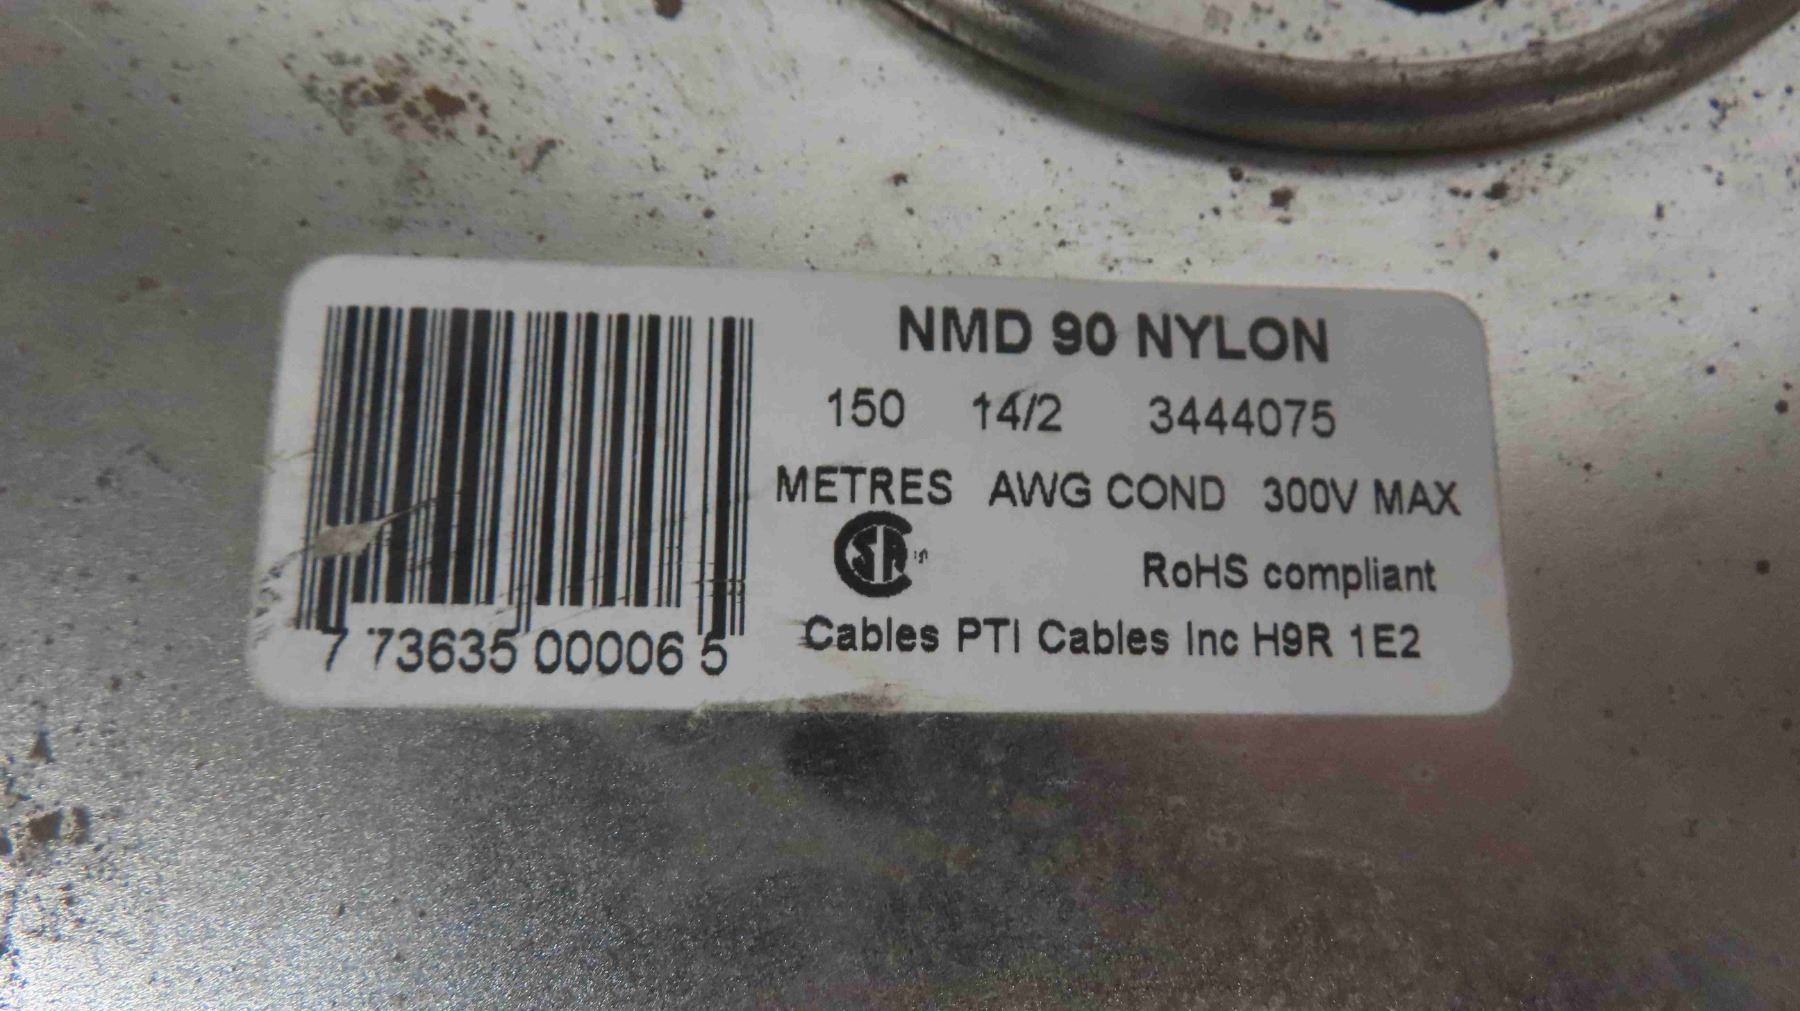 NMD 90 NYLON
150 14/2 3444075
METRES AWG COND 300V MAX
RoHS compliant
Cables PTI Cables Inc H9R 1E2
7 73635 00006 5